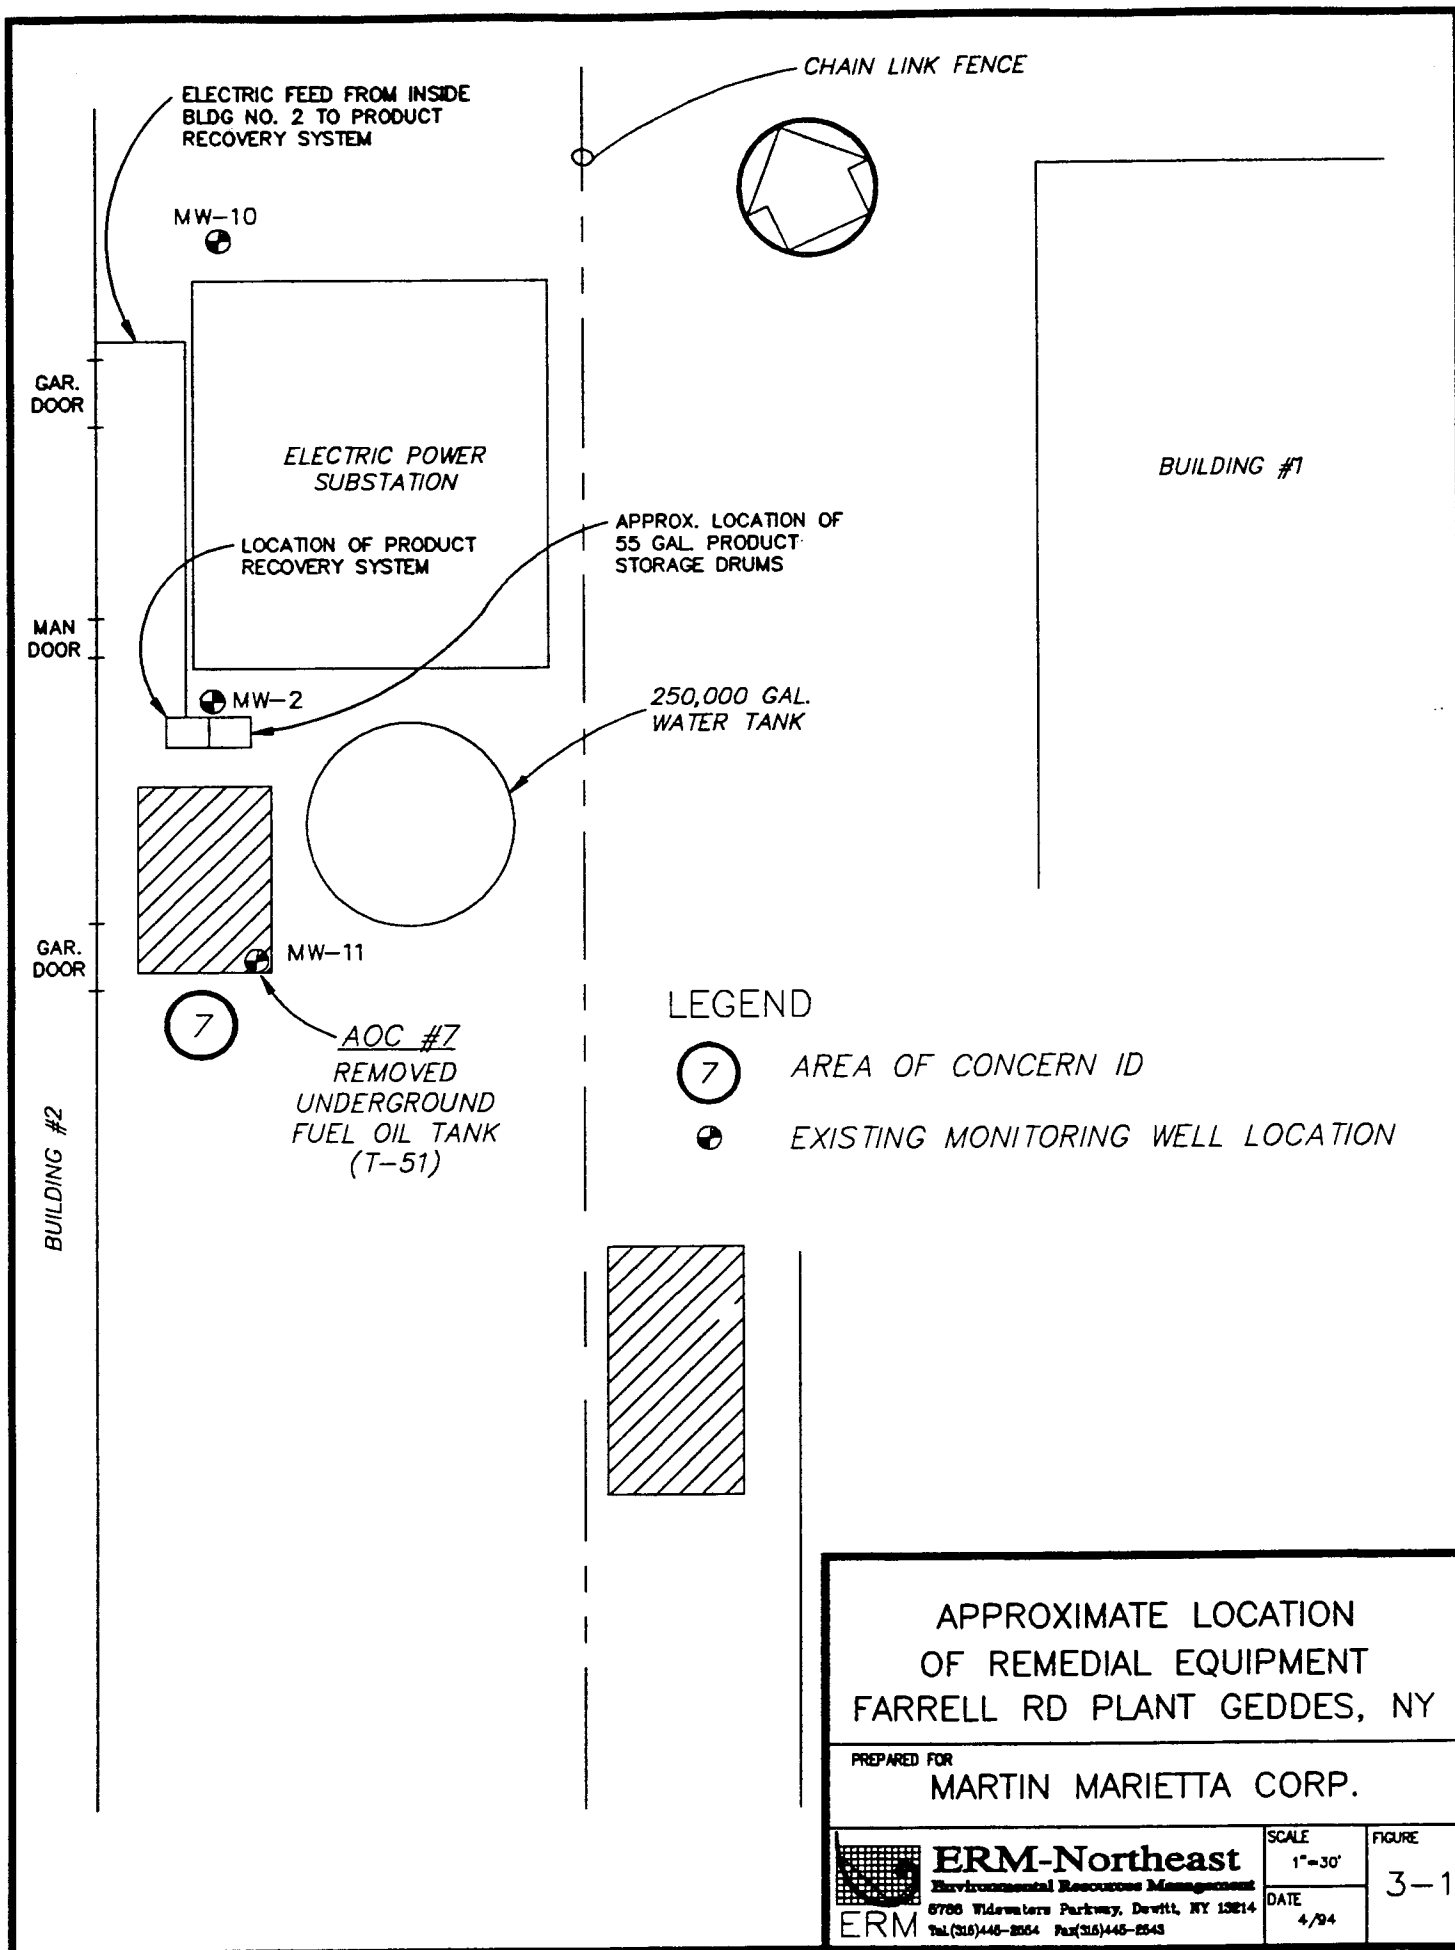 CHAIN LINK FENCE
ELECTRIC FEED FROM INSIDE
BLDG NO. 2 TO PRODUCT
RECOVERY SYSTEM
MW-10
GAR.
DOOR
ELECTRIC POWER
SUBSTATION
BUILDING #1
LOCATION OF PRODUCT
RECOVERY SYSTEM
APPROX. LOCATION OF
55 GAL. PRODUCT
STORAGE DRUMS
MAN
DOOR
MW-2
250,000 GAL.
WATER TANK
GAR.
DOOR
MW-11
7
AOC #7
REMOVED
UNDERGROUND
FUEL OIL TANK
(T-51)
BUILDING #2
LEGEND
7 AREA OF CONCERN ID
EXISTING MONITORING WELL LOCATION
APPROXIMATE LOCATION
OF REMEDIAL EQUIPMENT
FARRELL RD PLANT GEDDES, NY
PREPARED FOR
MARTIN MARIETTA CORP.
ERM
ERM-Northeast
Environmental Resources Management
Widewaters Parkway, Dewitt, NY 13214
SCALE
1"=30'
DATE
4/94
FIGURE
3-1